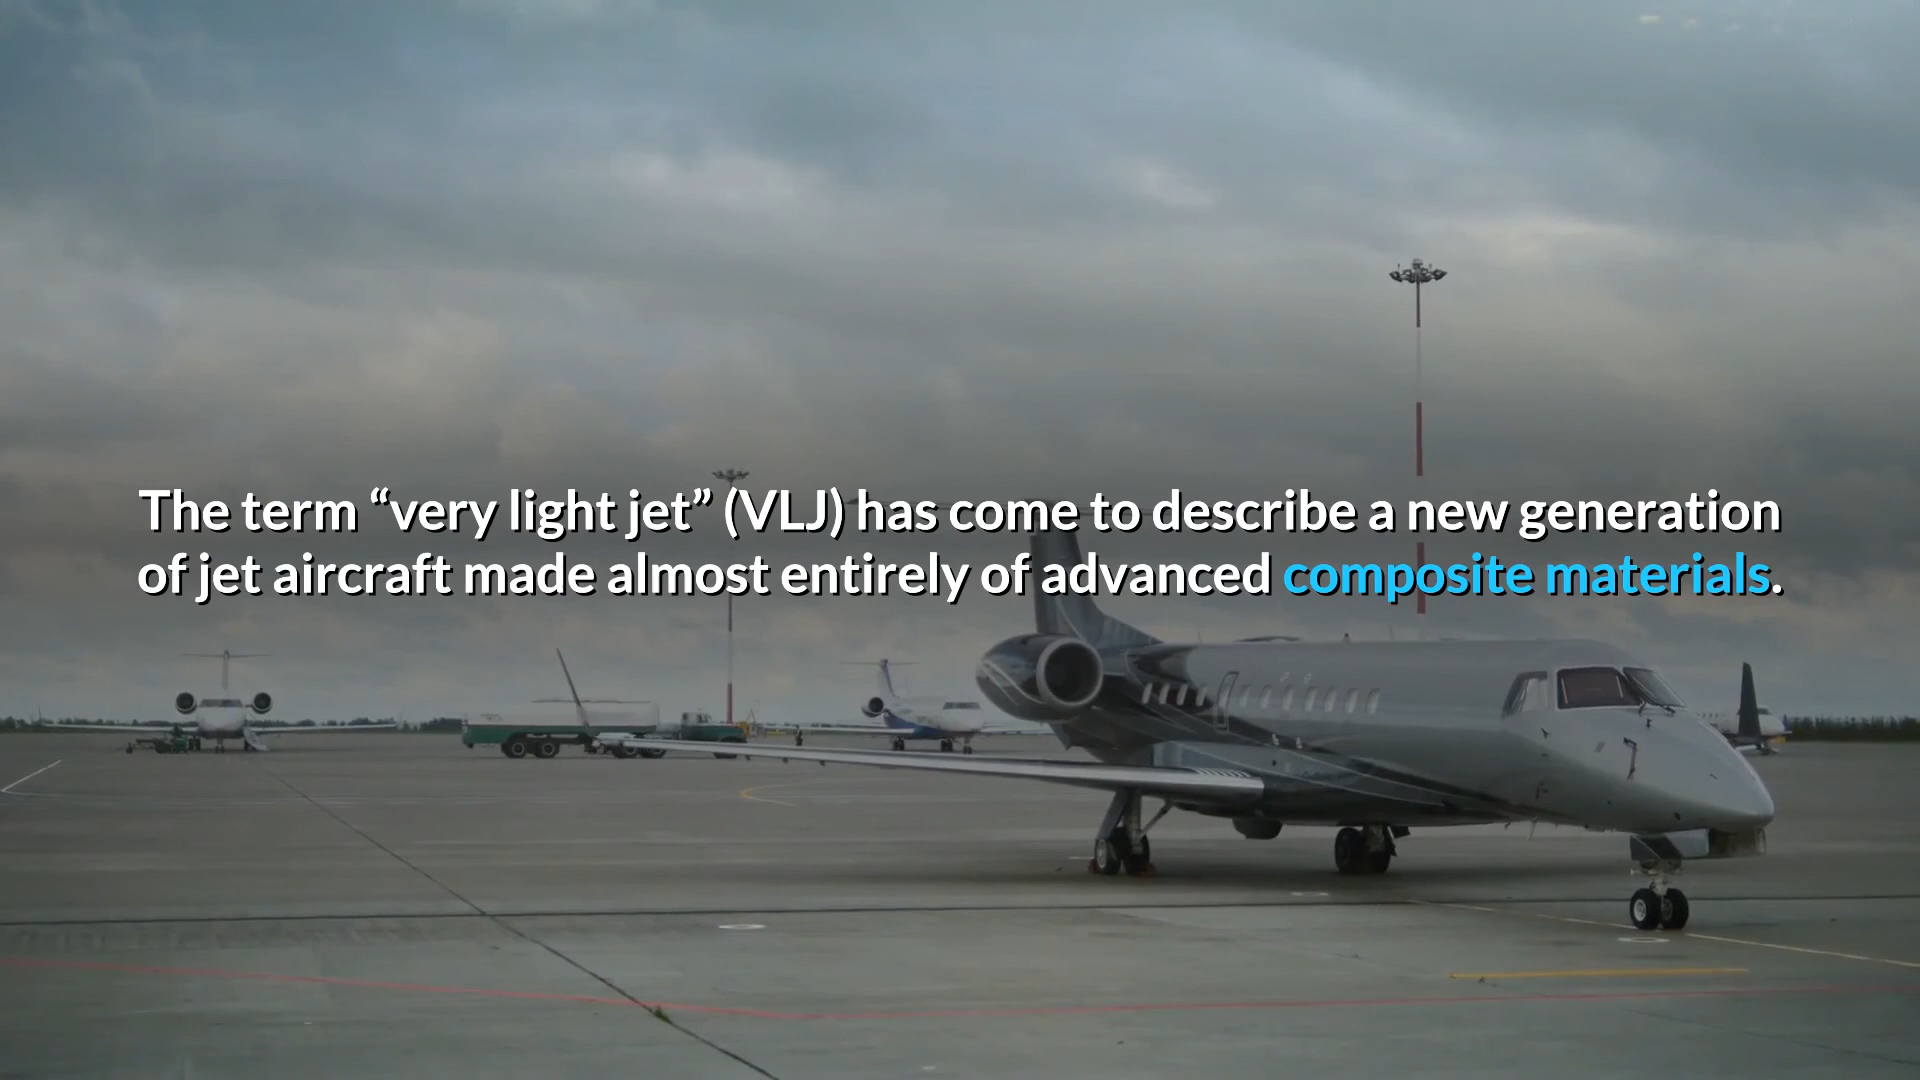 The term “very light jet” (VLJ) has come to describe a new generation
of jet aircraft made almost entirely of advanced composite materials.